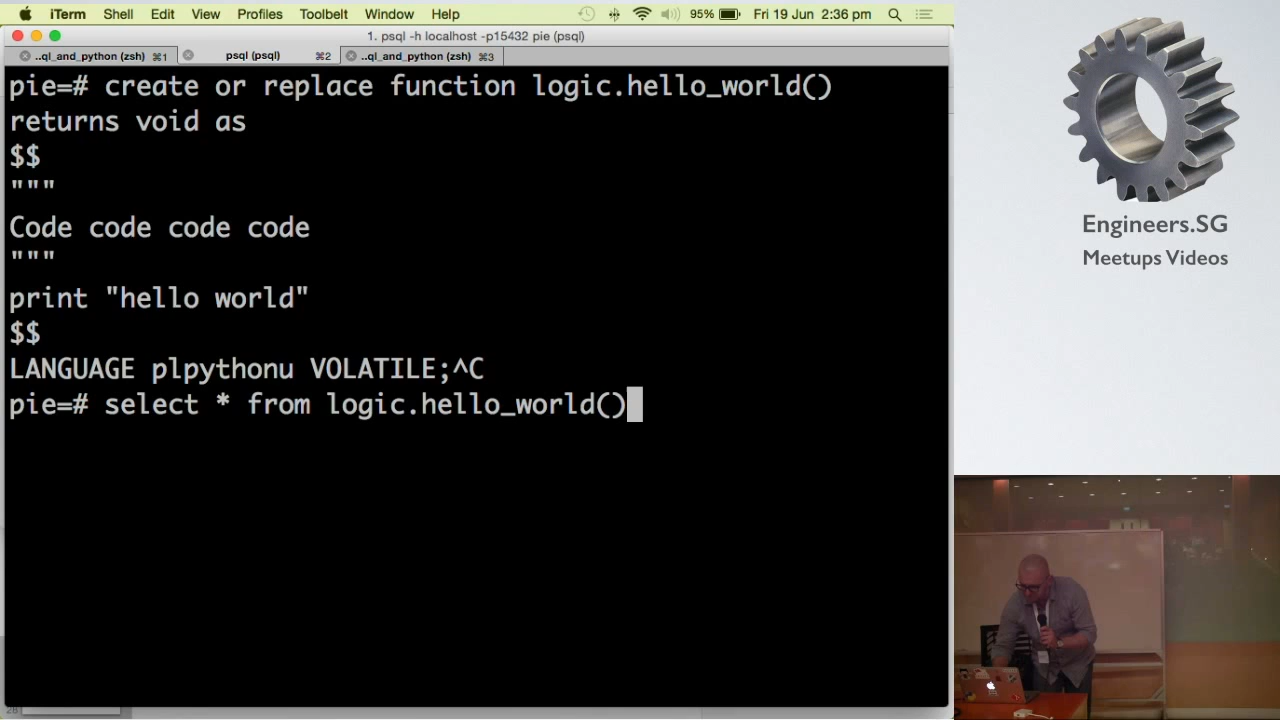 iTerm Shell Edit View Profiles Toolbelt Window Help 95% Fri 19 Jun 2:36 pm
1. psql -h localhost -p15432 pie (psql)
..ql_and_python (zsh) ⌘1 psql (psql) ⌘2 ..ql_and_python (zsh) ⌘3
pie=# create or replace function logic.hello_world()
returns void as
$$
"""
Code code code code
"""
print "hello world"
$$
LANGUAGE plpythonu VOLATILE;^C
pie=# select * from logic.hello_world()
Engineers.SG
Meetups Videos
28